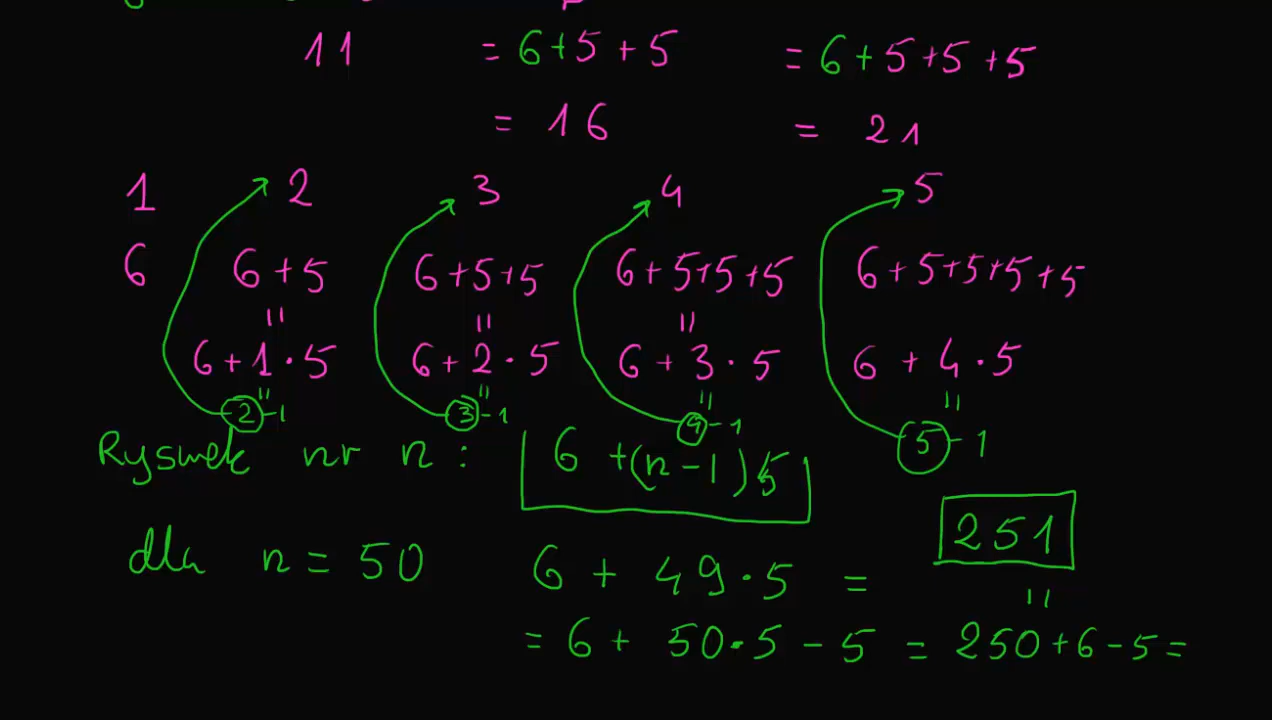 11 = 6+5+5 = 6+5+5+5
= 16 = 21
1 2 3 4 5
6 6+5 6+5+5 6+5+5+5 6+5+5+5+5
= = =
6+1·5 6+2·5 6+3·5 6+4·5
= = = =
2-1 3-1 4-1 5-1
Rysunek nr n: 6+(n-1)5
251
dla n=50 6+49·5=
=
=6+50·5-5=250+6-5=